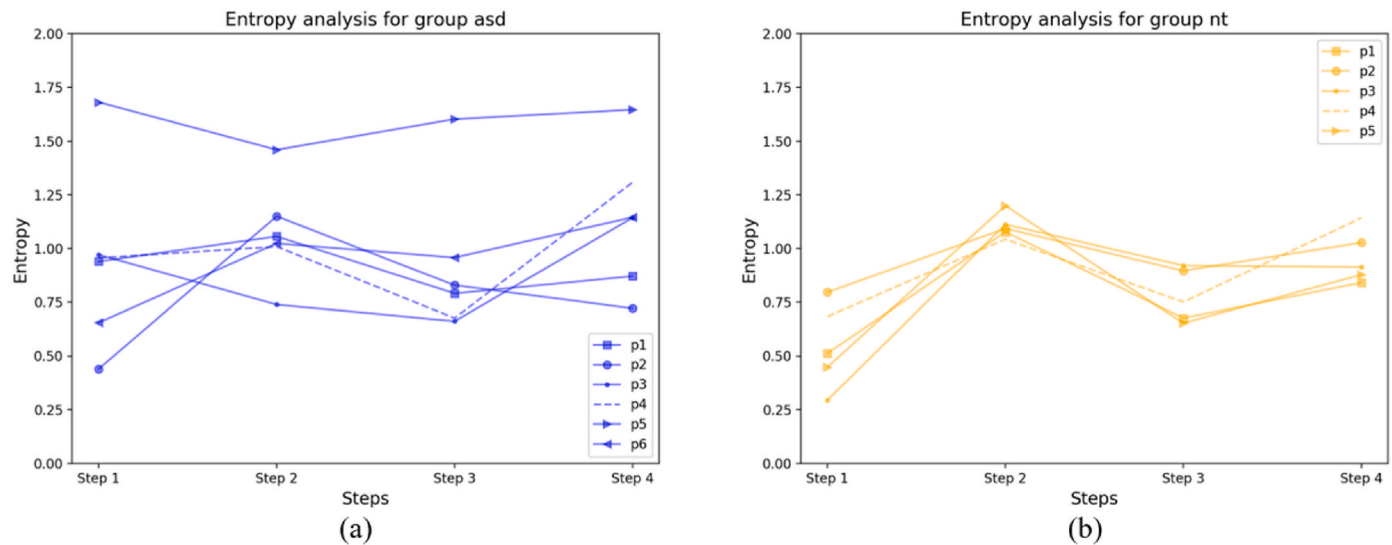 Entropy analysis for group asd
2.00
1.75
1.50
1.25
1.00
0.75
0.50
0.25
0.00
Entropy
Step 1 Step 2 Step 3 Step 4
Steps
p1
p2
p3
p4
p5
p6
(a)
Entropy analysis for group nt
2.00
1.75
1.50
1.25
1.00
0.75
0.50
0.25
0.00
Entropy
Step 1 Step 2 Step 3 Step 4
Steps
p1
p2
p3
p4
p5
(b)